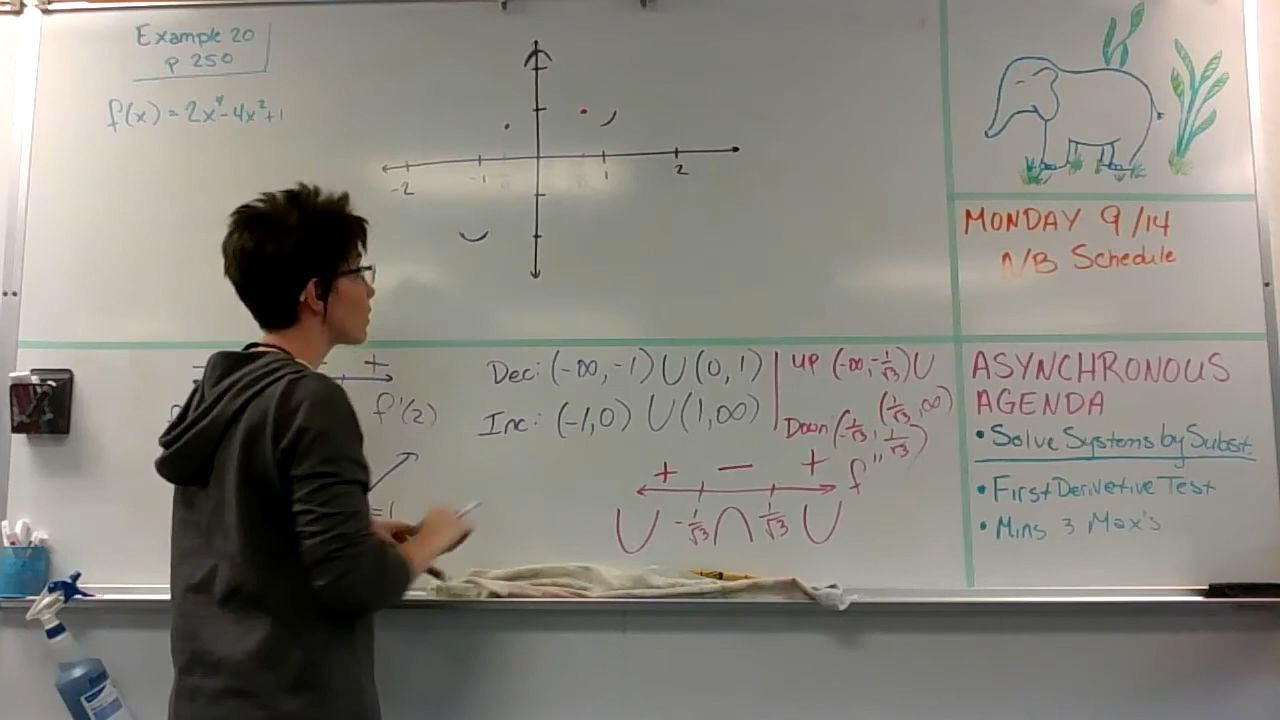 Example 20
p 250
f(x) = 2x⁴-4x²+1
-2
-1
1
2
MONDAY 9/14
A/B Schedule
+
f'(2)
=1
Dec: (-∞,-1) ∪ (0,1)
Inc: (-1,0) ∪ (1,∞)
UP (-∞,-1/√3) ∪
(1/√3,∞)
Down (-1/√3, 1/√3)
+ − + f"
-1/√3 1/√3
ASYNCHRONOUS
AGENDA
• Solve Systems by Subst.
• First Derivetive Test
• Mins & Max's